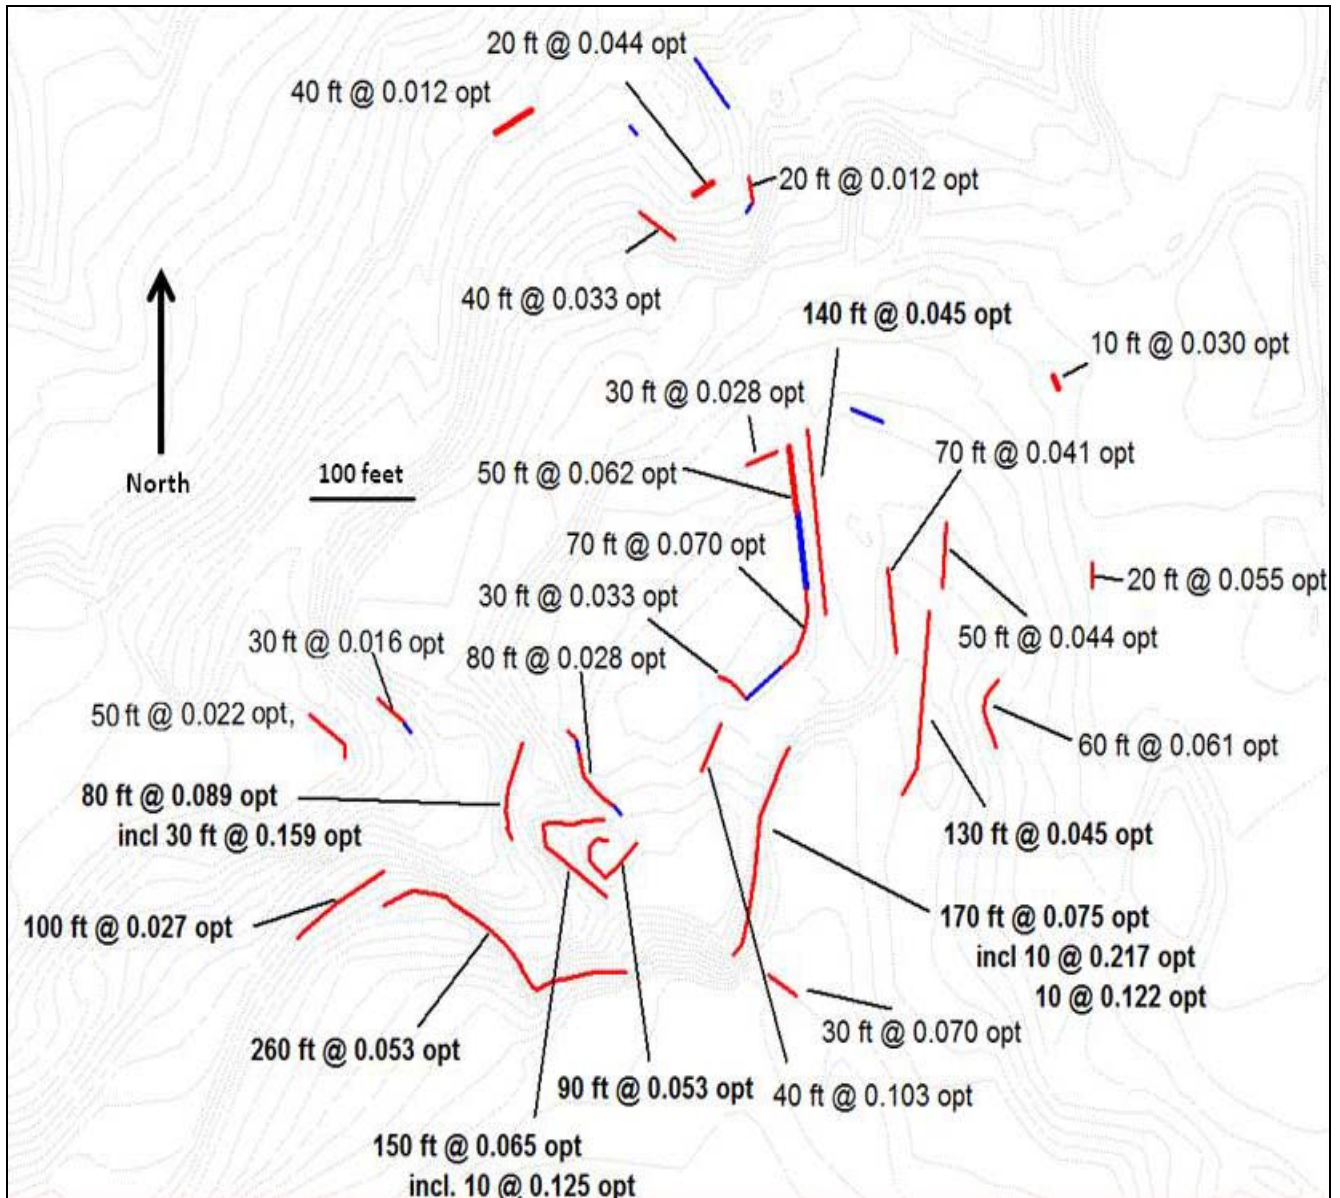 20 ft @ 0.044 opt
40 ft @ 0.012 opt
20 ft @ 0.012 opt
40 ft @ 0.033 opt
140 ft @ 0.045 opt
10 ft @ 0.030 opt
30 ft @ 0.028 opt
70 ft @ 0.041 opt
50 ft @ 0.062 opt
100 feet
North
70 ft @ 0.070 opt
20 ft @ 0.055 opt
30 ft @ 0.033 opt
50 ft @ 0.044 opt
30 ft @ 0.016 opt
80 ft @ 0.028 opt
50 ft @ 0.022 opt,
60 ft @ 0.061 opt
80 ft @ 0.089 opt
incl 30 ft @ 0.159 opt
130 ft @ 0.045 opt
100 ft @ 0.027 opt
170 ft @ 0.075 opt
incl 10 @ 0.217 opt
10 @ 0.122 opt
30 ft @ 0.070 opt
260 ft @ 0.053 opt
90 ft @ 0.053 opt
40 ft @ 0.103 opt
150 ft @ 0.065 opt
incl. 10 @ 0.125 opt